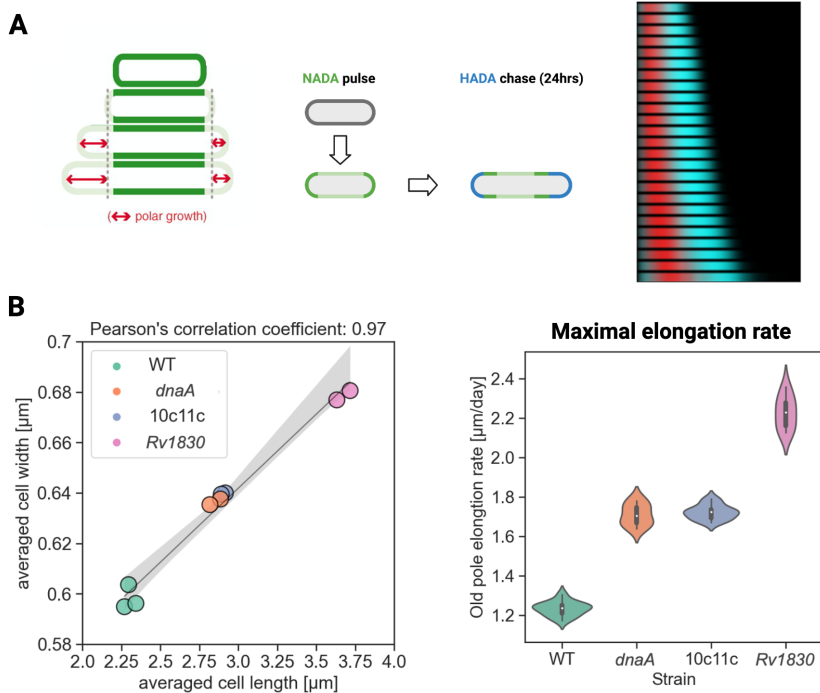 A
NADA pulse
HADA chase (24hrs)
(↔ polar growth)
B
Pearson's correlation coefficient: 0.97
averaged cell width [µm]
0.7
0.68
0.66
0.64
0.62
0.6
0.58
WT
dnaA
10c11c
Rv1830
2.0 2.25 2.5 2.75 3.0 3.25 3.5 3.75 4.0
averaged cell length [µm]
Maximal elongation rate
Old pole elongtion rate [µm/day]
2.4
2.2
2.0
1.8
1.6
1.4
1.2
WT dnaA 10c11c Rv1830
Strain